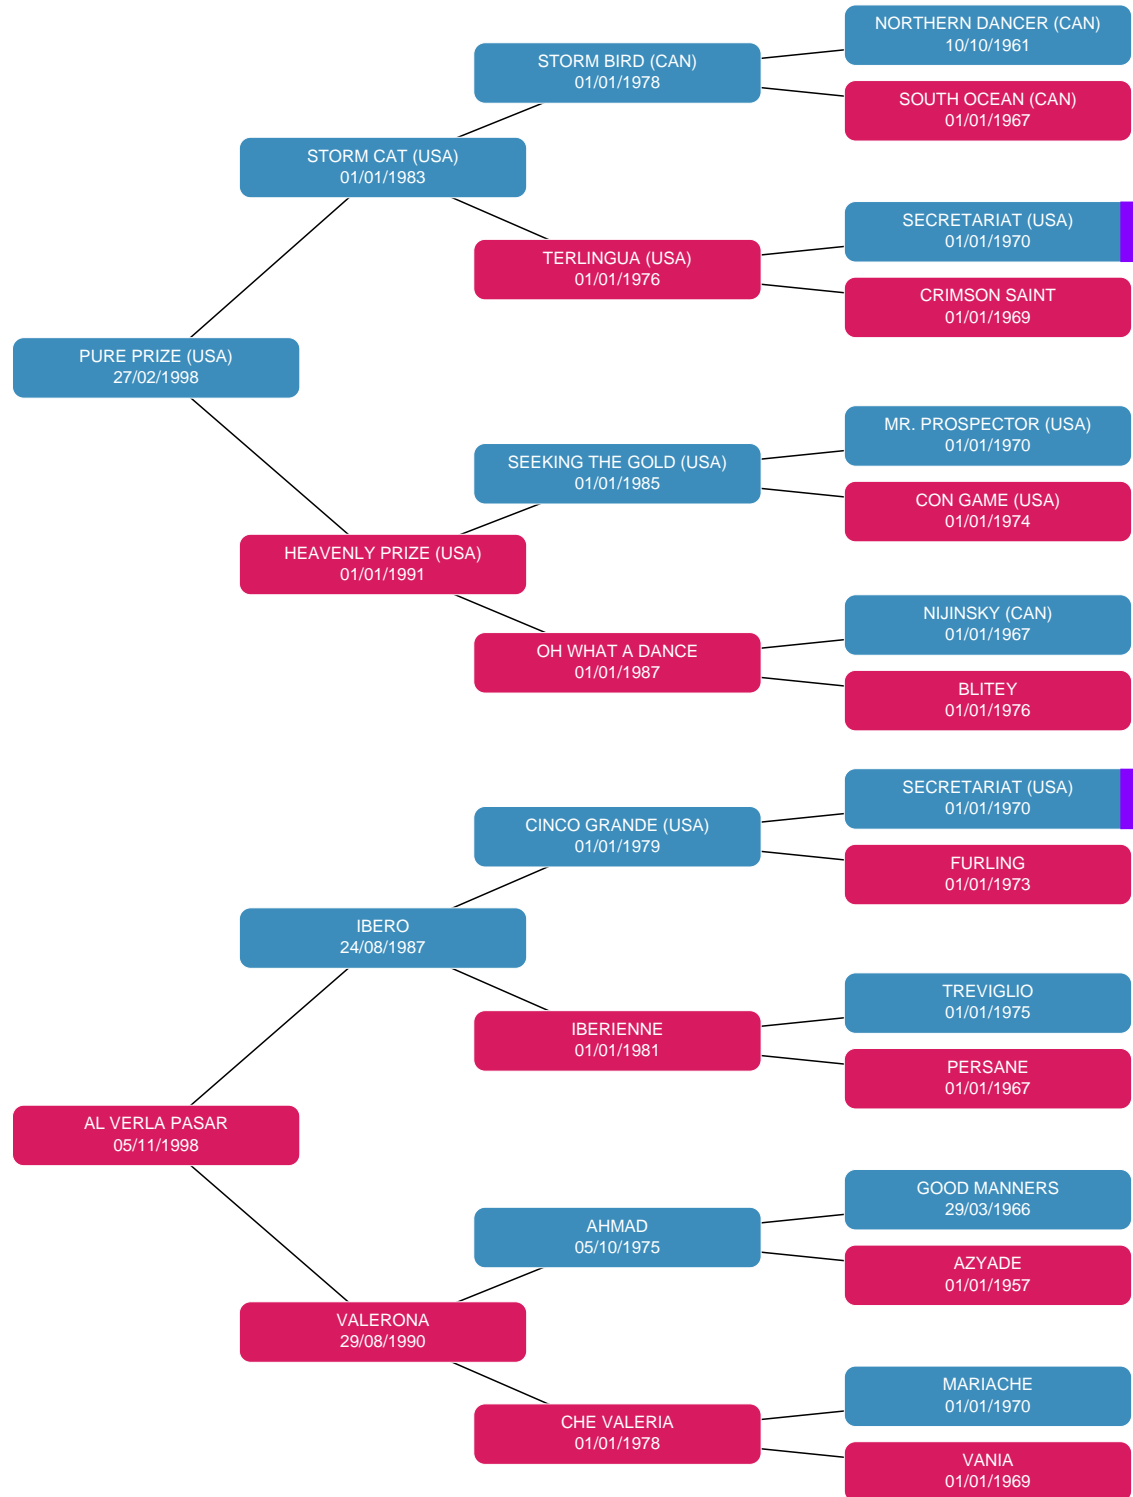 NORTHERN DANCER (CAN)
10/10/1961
STORM BIRD (CAN)
01/01/1978
SOUTH OCEAN (CAN)
01/01/1967
STORM CAT (USA)
01/01/1983
SECRETARIAT (USA)
01/01/1970
TERLINGUA (USA)
01/01/1976
CRIMSON SAINT
01/01/1969
PURE PRIZE (USA)
27/02/1998
MR. PROSPECTOR (USA)
01/01/1970
SEEKING THE GOLD (USA)
01/01/1985
CON GAME (USA)
01/01/1974
HEAVENLY PRIZE (USA)
01/01/1991
NIJINSKY (CAN)
01/01/1967
OH WHAT A DANCE
01/01/1987
BLITEY
01/01/1976
SECRETARIAT (USA)
01/01/1970
CINCO GRANDE (USA)
01/01/1979
FURLING
01/01/1973
IBERO
24/08/1987
TREVIGLIO
01/01/1975
IBERIENNE
01/01/1981
PERSANE
01/01/1967
AL VERLA PASAR
05/11/1998
GOOD MANNERS
29/03/1966
AHMAD
05/10/1975
AZYADE
01/01/1957
VALERONA
29/08/1990
MARIACHE
01/01/1970
CHE VALERIA
01/01/1978
VANIA
01/01/1969